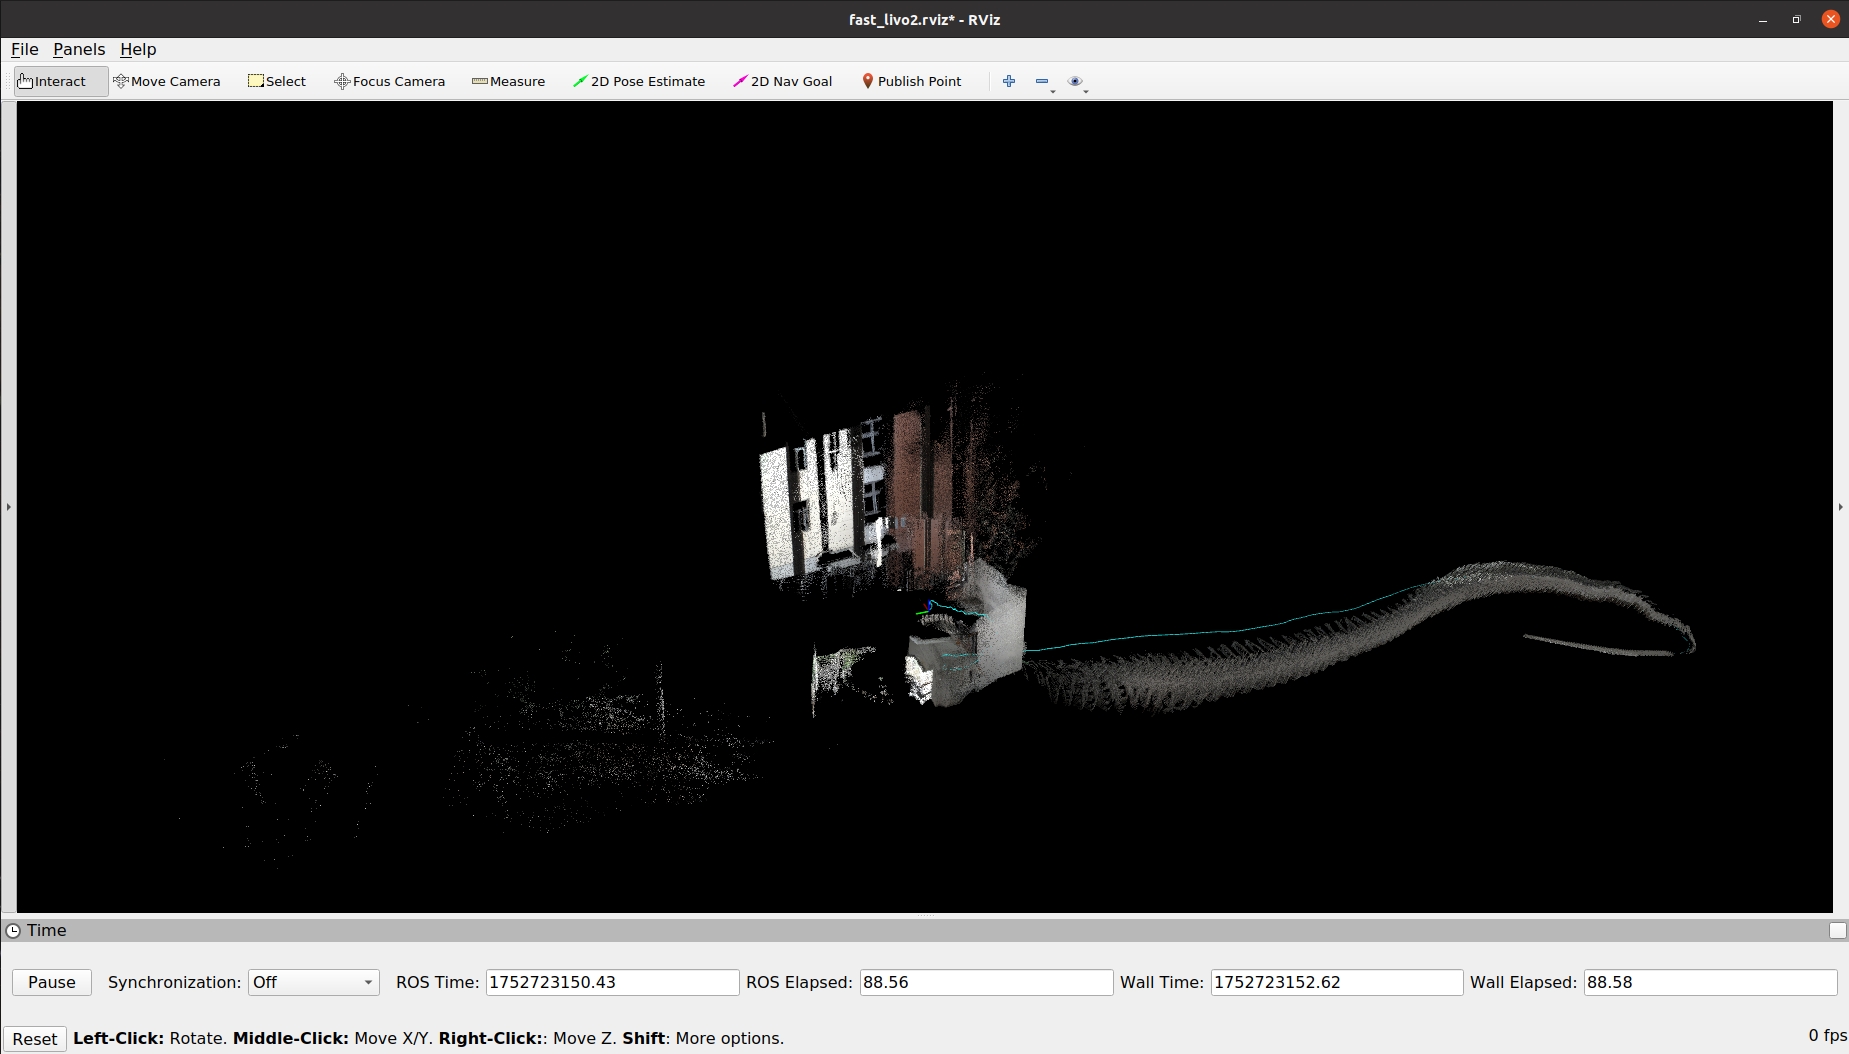 fast_livo2.rviz* - RViz
File Panels Help
Interact Move Camera Select Focus Camera Measure 2D Pose Estimate 2D Nav Goal Publish Point
Time
Pause Synchronization: Off ROS Time: 1752723150.43 ROS Elapsed: 88.56 Wall Time: 1752723152.62 Wall Elapsed: 88.58
Reset Left-Click: Rotate. Middle-Click: Move X/Y. Right-Click:: Move Z. Shift: More options. 0 fps